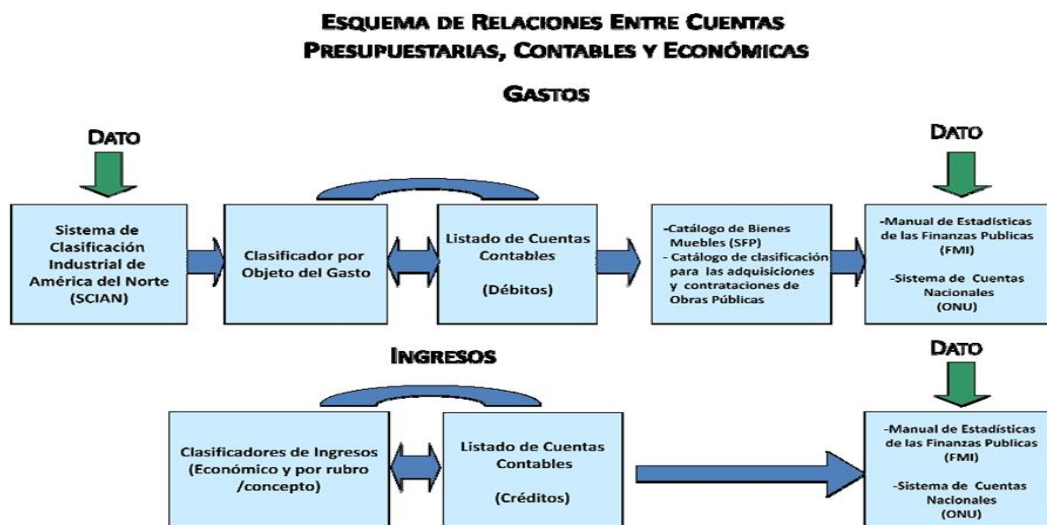 ESQUEMA DE RELACIONES ENTRE CUENTAS
PRESUPUESTARIAS, CONTABLES Y ECONÓMICAS
GASTOS
DATO
DATO
Sistema de
Clasificación
Industrial de
América del Norte
(SCIAN)
Clasificador por
Objeto del Gasto
Listado de Cuentas
Contables
(Débitos)
-Catálogo de Bienes
Muebles (SFP)
- Catálogo de clasificación
para las adquisiciones
y contrataciones de
Obras Públicas
-Manual de Estadísticas
de las Finanzas Publicas
(FMI)
-Sistema de Cuentas
Nacionales
(ONU)
INGRESOS
DATO
Clasificadores de Ingresos
(Económico y por rubro
/concepto)
Listado de Cuentas
Contables
(Créditos)
-Manual de Estadísticas
de las Finanzas Publicas
(FMI)
-Sistema de Cuentas
Nacionales
(ONU)